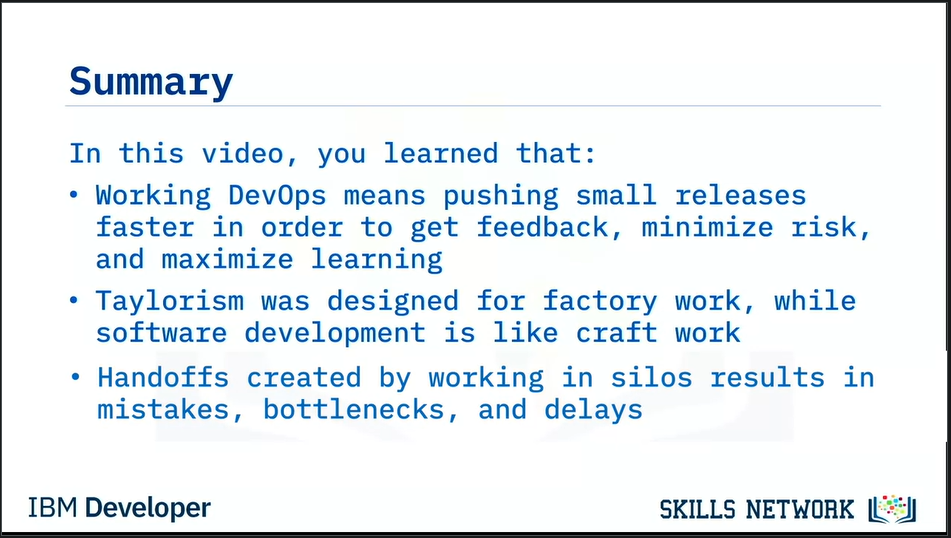 Summary
In this video, you learned that:
• Working DevOps means pushing small releases
faster in order to get feedback, minimize risk,
and maximize learning
• Taylorism was designed for factory work, while
software development is like craft work
• Handoffs created by working in silos results in
mistakes, bottlenecks, and delays
IBM Developer
SKILLS NETWORK